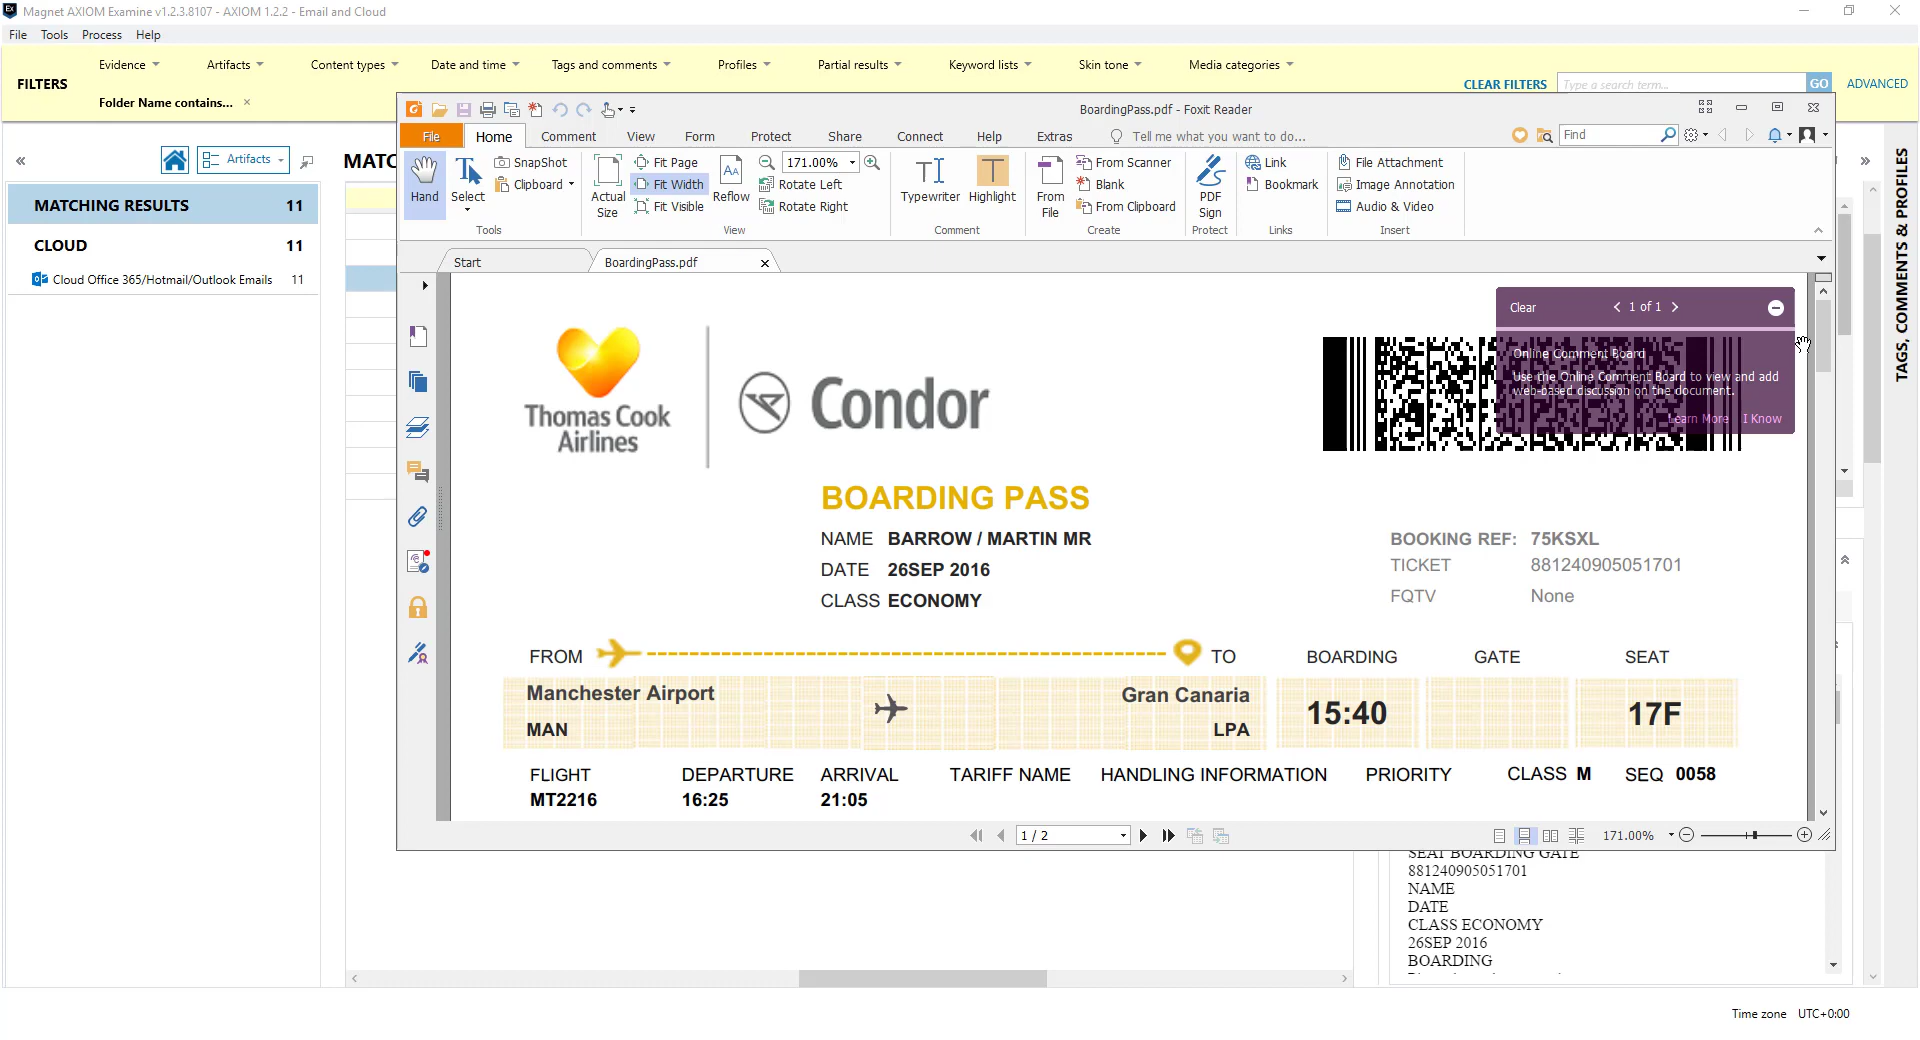 Magnet AXIOM Examine v1.2.3.8107 - AXIOM 1.2.2 - Email and Cloud
File Tools Process Help
FILTERS
Evidence Artifacts Content types Date and time Tags and comments Profiles Partial results Keyword lists Skin tone Media categories
Folder Name contains... ×
CLEAR FILTERS Type a search term... GO ADVANCED
Artifacts
MATC
MATCHING RESULTS 11
CLOUD 11
Cloud Office 365/Hotmail/Outlook Emails 11
TAGS, COMMENTS & PROFILES
BoardingPass.pdf - Foxit Reader
File Home Comment View Form Protect Share Connect Help Extras Tell me what you want to do... Find
Hand Select SnapShot Clipboard
Tools
Actual Size Fit Page Fit Width Fit Visible Reflow 171.00% Rotate Left Rotate Right
View
Typewriter Highlight
Comment
From File From Scanner Blank From Clipboard
Create
PDF Sign
Protect
Link Bookmark
Links
File Attachment Image Annotation Audio & Video
Insert
Start BoardingPass.pdf
Clear 1 of 1
Online Comment Board
Use the Online Comment Board to view and add
web-based discussion on the document.
Learn More I Know
Thomas Cook
Airlines
Condor
BOARDING PASS
NAME BARROW / MARTIN MR
DATE 26SEP 2016
CLASS ECONOMY
BOOKING REF: 75KSXL
TICKET 881240905051701
FQTV None
FROM TO BOARDING GATE SEAT
Manchester Airport Gran Canaria
MAN LPA
15:40 17F
FLIGHT DEPARTURE ARRIVAL TARIFF NAME HANDLING INFORMATION PRIORITY CLASS M SEQ 0058
MT2216 16:25 21:05
1 / 2
171.00%
SEAT BOARDING GATE
881240905051701
NAME
DATE
CLASS ECONOMY
26SEP 2016
BOARDING
Time zone UTC+0:00